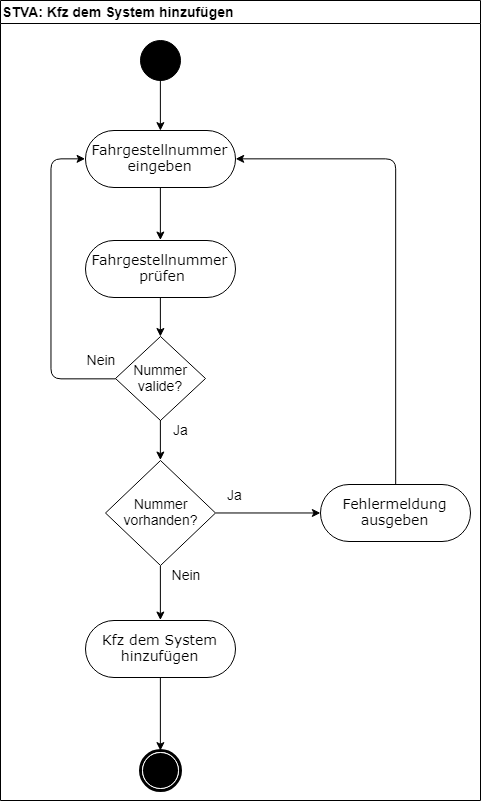 STVA: Kfz dem System hinzufügen
Fahrgestellnummer
eingeben
Fahrgestellnummer
prüfen
Nein
Nummer
valide?
Ja
Nummer
vorhanden?
Ja
Fehlermeldung
ausgeben
Nein
Kfz dem System
hinzufügen